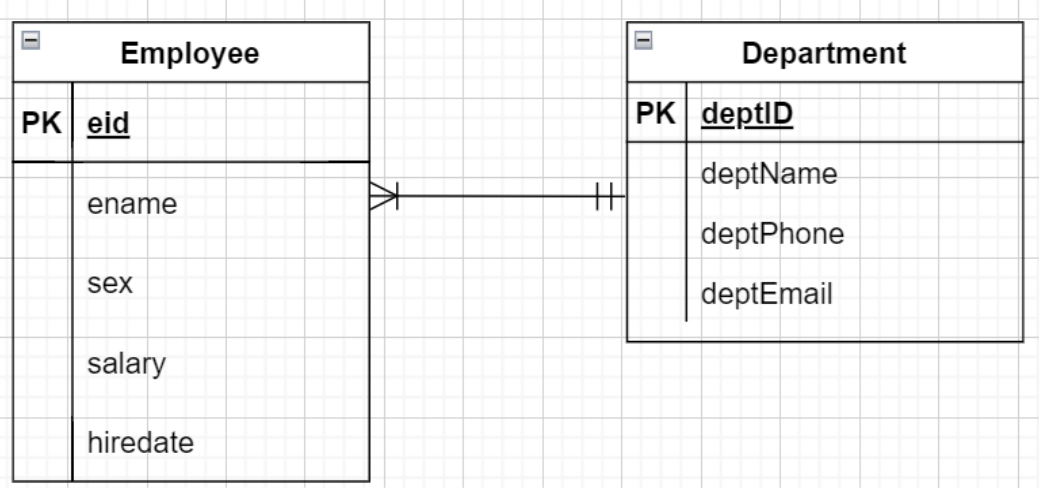 Employee
PK eid
ename
sex
salary
hiredate
Department
PK deptID
deptName
deptPhone
deptEmail